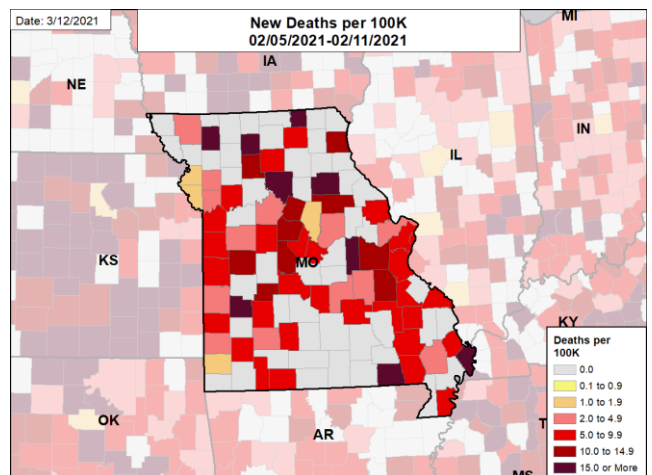 Date: 3/12/2021
New Deaths per 100K
02/05/2021-02/11/2021
MI
IA
NE
IN
IL
KS
MO
KY
OK
AR
MS
Deaths per
100K
0.0
0.1 to 0.9
1.0 to 1.9
2.0 to 4.9
5.0 to 9.9
10.0 to 14.9
15.0 or More